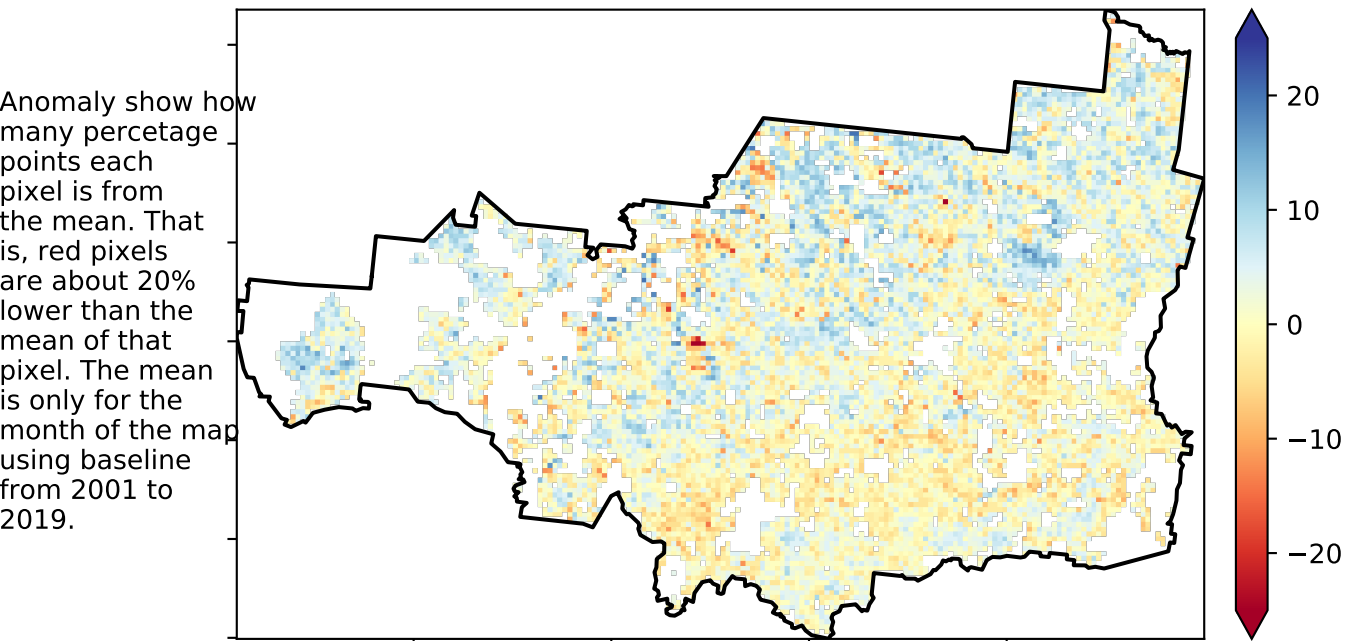 Anomaly show how
many percetage
points each
pixel is from
the mean. That
is, red pixels
are about 20%
lower than the
mean of that
pixel. The mean
is only for the
month of the map
using baseline
from 2001 to
2019.
20
10
0
−10
−20